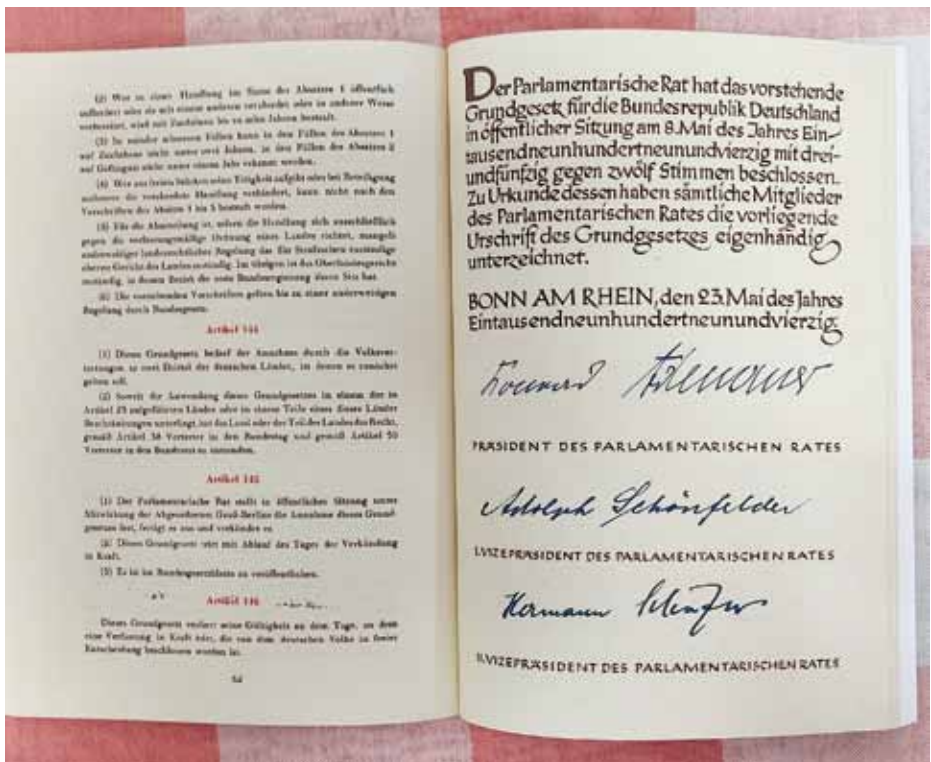 (2) Wer zu einer Handlung im Sinne des Absatzes 1 öffentlich
auffordert oder sie mit einem anderen verabredet oder in anderer Weise
vorbereitet, wird mit Zuchthaus bis zu zehn Jahren bestraft.
(3) In minder schweren Fällen kann in den Fällen des Absatzes 1
auf Zuchthaus nicht unter zwei Jahren, in den Fällen des Absatzes 2
auf Gefängnis nicht unter einem Jahr erkannt werden.
(4) Wer aus freien Stücken seine Tätigkeit aufgibt oder bei Beteiligung
mehrerer die verabredete Handlung verhindert, kann nicht nach den
Vorschriften der Absätze 1 bis 3 bestraft werden.
(5) Für die Aburteilung ist, sofern die Handlung sich ausschließlich
gegen die verfassungsmäßige Ordnung eines Landes richtet, mangels
anderweitiger landesrechtlicher Regelung das für Strafsachen zuständige
oberste Gericht des Landes zuständig. Im übrigen ist das Oberlandesgericht
zuständig, in dessen Bezirk die erste Bundesregierung ihren Sitz hat.
(6) Die vorstehenden Vorschriften gelten bis zu einer anderweitigen
Regelung durch Bundesgesetz.
Artikel 144
(1) Dieses Grundgesetz bedarf der Annahme durch die Volksver-
tretungen in zwei Dritteln der deutschen Länder, in denen es zunächst
gelten soll.
(2) Soweit die Anwendung dieses Grundgesetzes in einem der in
Artikel 23 aufgeführten Länder oder in einem Teile eines dieser Länder
Beschränkungen unterliegt, hat das Land oder der Teil des Landes das Recht,
gemäß Artikel 38 Vertreter in den Bundestag und gemäß Artikel 50
Vertreter in den Bundesrat zu entsenden.
Artikel 145
(1) Der Parlamentarische Rat stellt in öffentlicher Sitzung unter
Mitwirkung der Abgeordneten Groß-Berlins die Annahme dieses Grund-
gesetzes fest, fertigt es aus und verkündet es.
(2) Dieses Grundgesetz tritt mit Ablauf des Tages der Verkündung
in Kraft.
(3) Es ist im Bundesgesetzblatte zu veröffentlichen.
Artikel 146
Dieses Grundgesetz verliert seine Gültigkeit an dem Tage, an dem
eine Verfassung in Kraft tritt, die von dem deutschen Volke in freier
Entscheidung beschlossen worden ist.
Der Parlamentarische Rat hat das vorstehende
Grundgesetz für die Bundesrepublik Deutschland
in öffentlicher Sitzung am 8. Mai des Jahres Ein-
tausendneunhundertneunundvierzig mit drei-
undfünfzig gegen zwölf Stimmen beschlossen.
Zu Urkunde dessen haben sämtliche Mitglieder
des Parlamentarischen Rates die vorliegende
Urschrift des Grundgesetzes eigenhändig
unterzeichnet.
BONN AM RHEIN, den 23. Mai des Jahres
Eintausendneunhundertneunundvierzig
Konrad Adenauer
PRÄSIDENT DES PARLAMENTARISCHEN RATES
Adolph Schönfelder
I. VIZEPRÄSIDENT DES PARLAMENTARISCHEN RATES
Hermann Schäfer
II. VIZEPRÄSIDENT DES PARLAMENTARISCHEN RATES